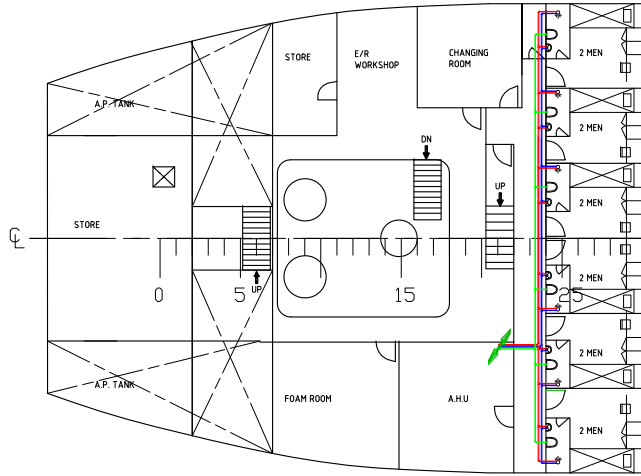 STORE
E/R
WORKSHOP
CHANGING
ROOM
2 MEN
A.P. TANK
2 MEN
DN
UP
2 MEN
STORE
℄
0
5
15
25
UP
2 MEN
2 MEN
A.P. TANK
FOAM ROOM
A.H.U
2 MEN